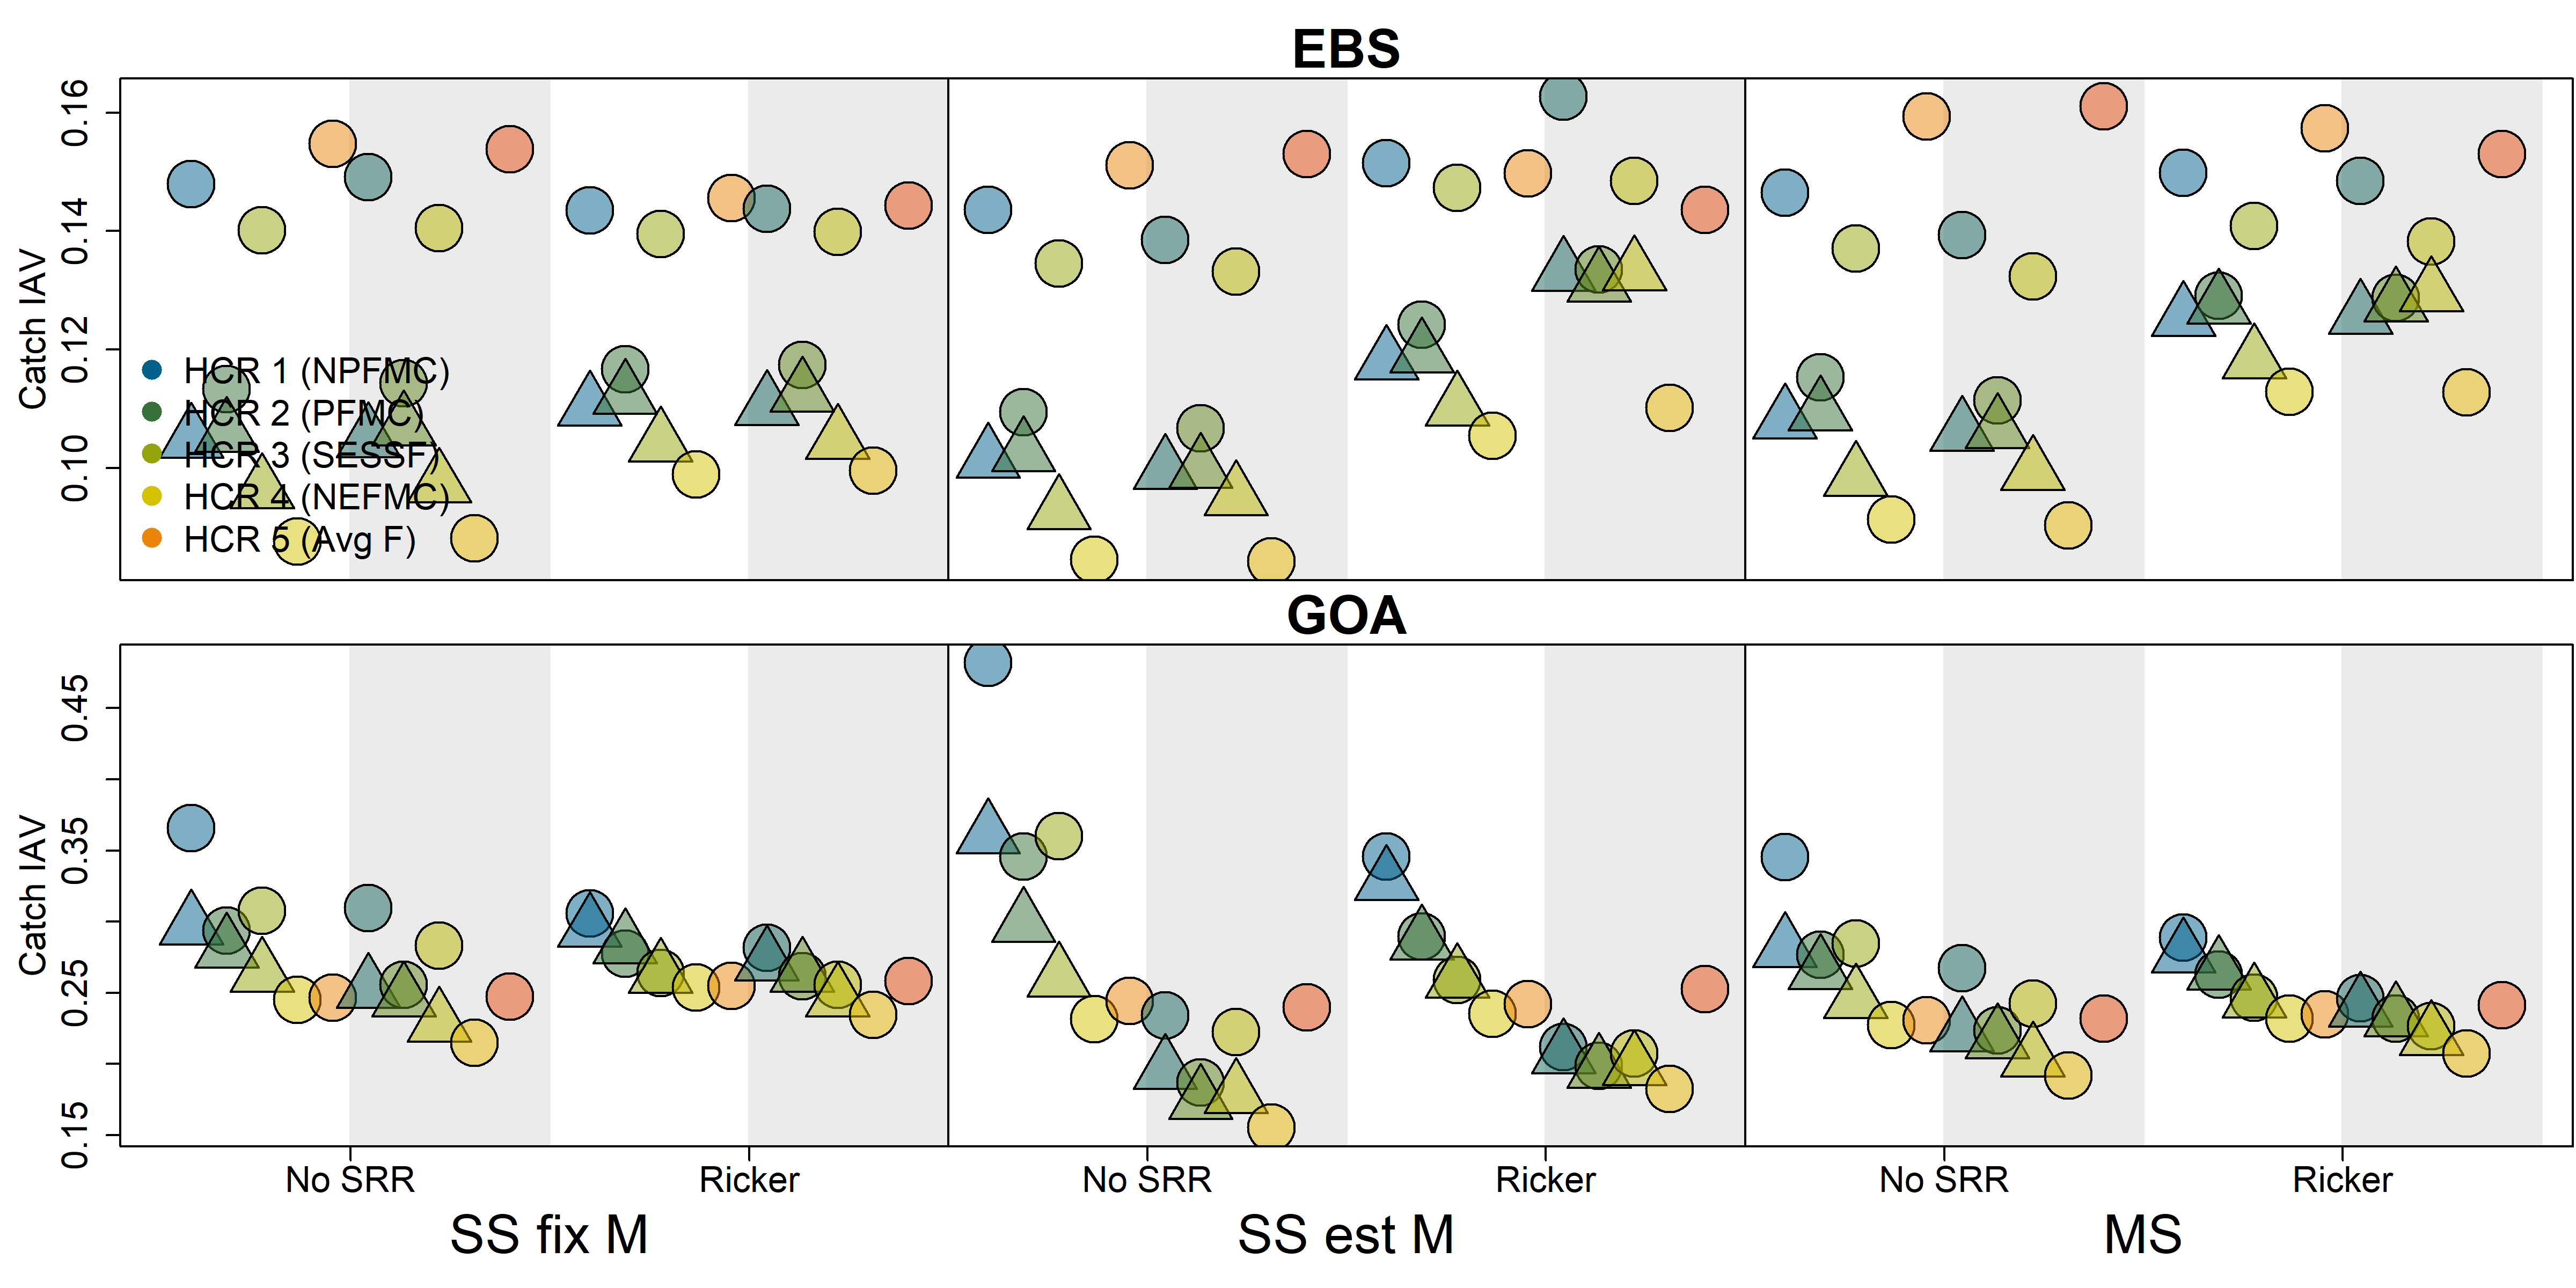 EBS
Catch IAV
0.16
0.14
0.12
0.10
HCR 1 (NPFMC)
HCR 2 (PFMC)
HCR 3 (SESSF)
HCR 4 (NEFMC)
HCR 5 (Avg F)
GOA
Catch IAV
0.45
0.35
0.25
0.15
No SRR Ricker No SRR Ricker No SRR Ricker
SS fix M SS est M MS